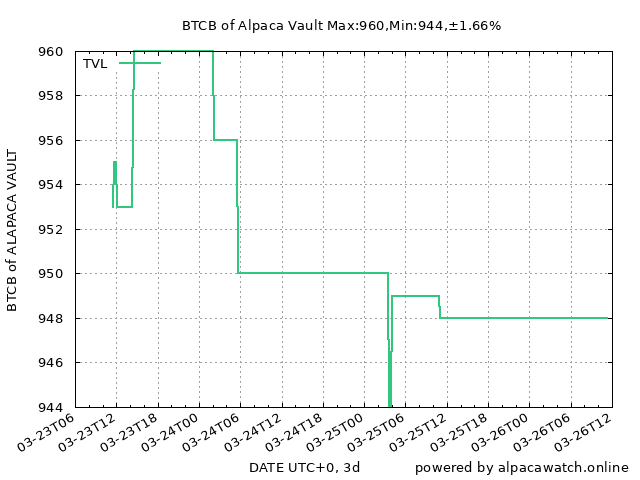 BTCB of Alpaca Vault Max:960,Min:944,±1.66%
TVL
BTCB of ALAPACA VAULT
960
958
956
954
952
950
948
946
944
03-23T06
03-23T12
03-23T18
03-24T00
03-24T06
03-24T12
03-24T18
03-25T00
03-25T06
03-25T12
03-25T18
03-26T00
03-26T06
03-26T12
DATE UTC+0, 3d
powered by alpacawatch.online